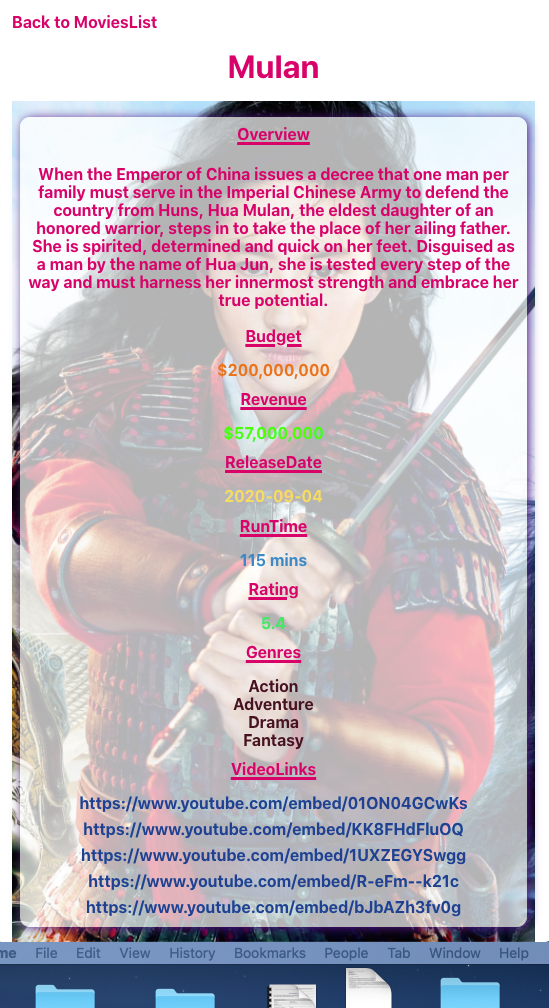 Back to MoviesList
Mulan
Overview
When the Emperor of China issues a decree that one man per
family must serve in the Imperial Chinese Army to defend the
country from Huns, Hua Mulan, the eldest daughter of an
honored warrior, steps in to take the place of her ailing father.
She is spirited, determined and quick on her feet. Disguised as
a man by the name of Hua Jun, she is tested every step of the
way and must harness her innermost strength and embrace her
true potential.
Budget
$200,000,000
Revenue
$57,000,000
ReleaseDate
2020-09-04
RunTime
115 mins
Rating
5.4
Genres
Action
Adventure
Drama
Fantasy
VideoLinks
https://www.youtube.com/embed/01ON04GCwKs
https://www.youtube.com/embed/KK8FHdFluOQ
https://www.youtube.com/embed/1UXZEGYSwgg
https://www.youtube.com/embed/R-eFm--k21c
https://www.youtube.com/embed/bJbAZh3fv0g
me File Edit View History Bookmarks People Tab Window Help